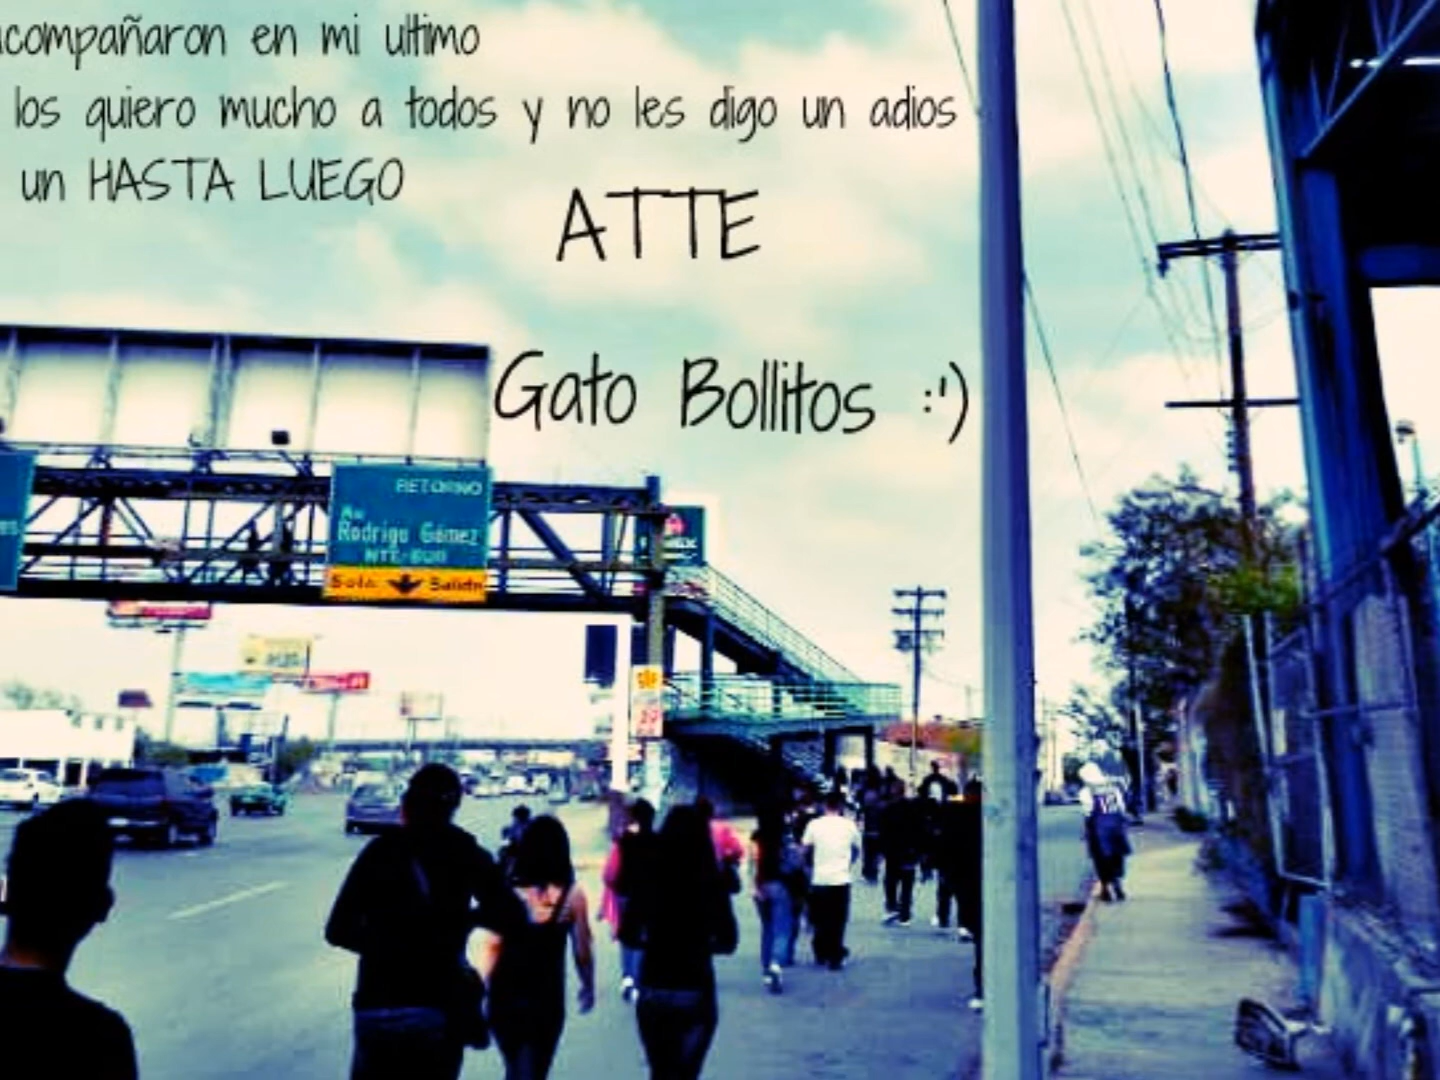 acompañaron en mi ultimo
los quiero mucho a todos y no les digo un adios
un HASTA LUEGO
ATTE
Gato Bollitos :')
RETORNO
Av.
Rodrigo Gómez
NTE-SUR
Solo Salida